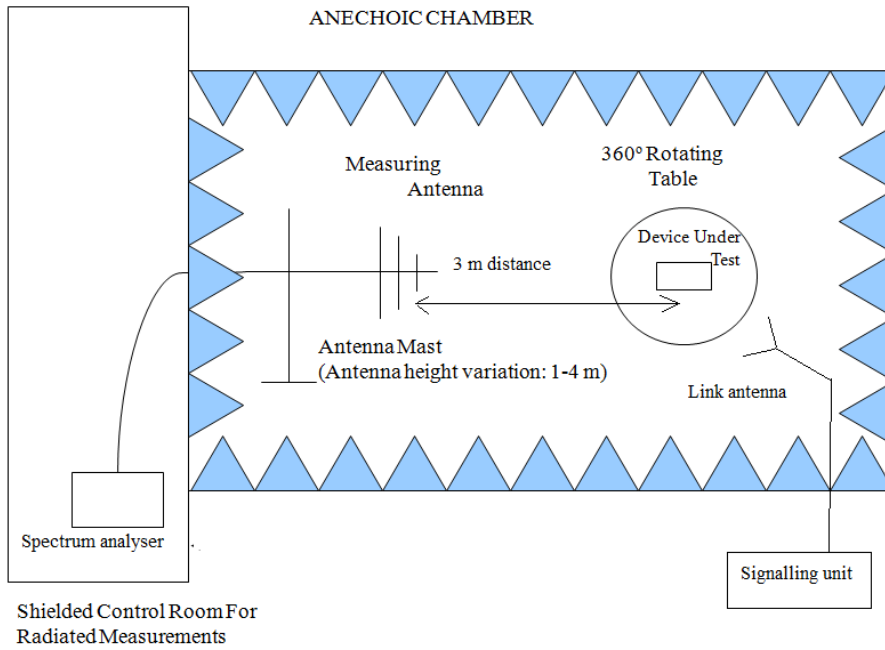 ANECHOIC CHAMBER
Measuring
Antenna
360º Rotating
Table
Device Under
Test
3 m distance
Antenna Mast
(Antenna height variation: 1-4 m)
Link antenna
Spectrum analyser
Signalling unit
Shielded Control Room For
Radiated Measurements